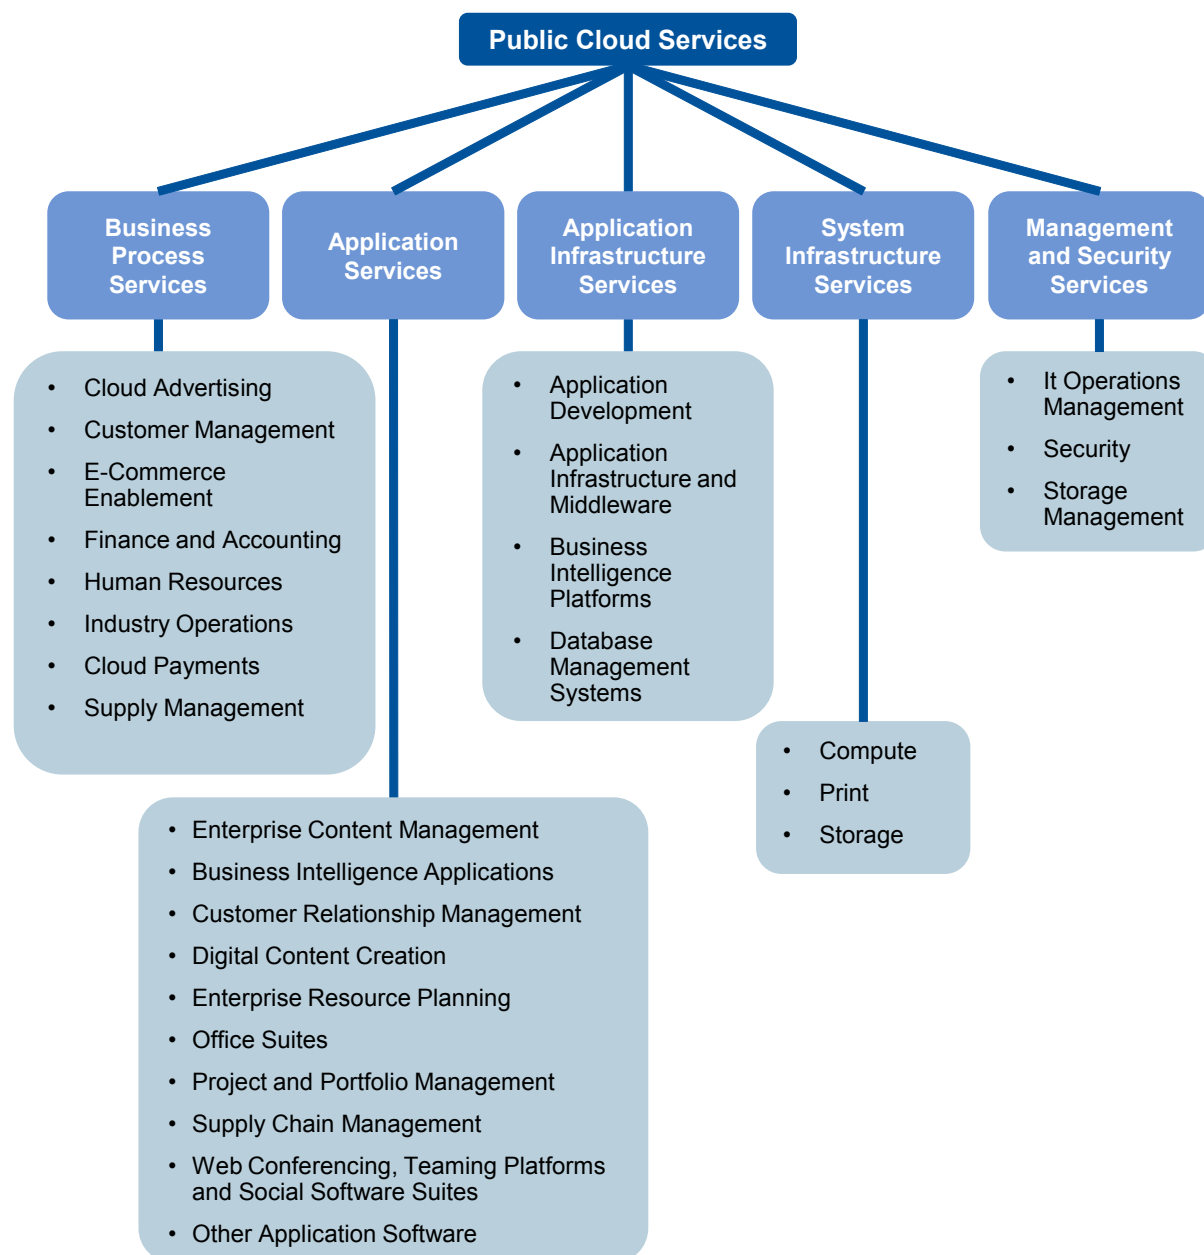 Public Cloud Services
Business
Process
Services
Application
Services
Application
Infrastructure
Services
System
Infrastructure
Services
Management
and Security
Services
• Cloud Advertising
• Customer Management
• E-Commerce
Enablement
• Finance and Accounting
• Human Resources
• Industry Operations
• Cloud Payments
• Supply Management
• Enterprise Content Management
• Business Intelligence Applications
• Customer Relationship Management
• Digital Content Creation
• Enterprise Resource Planning
• Office Suites
• Project and Portfolio Management
• Supply Chain Management
• Web Conferencing, Teaming Platforms
and Social Software Suites
• Other Application Software
• Application
Development
• Application
Infrastructure and
Middleware
• Business
Intelligence
Platforms
• Database
Management
Systems
• Compute
• Print
• Storage
• It Operations
Management
• Security
• Storage
Management